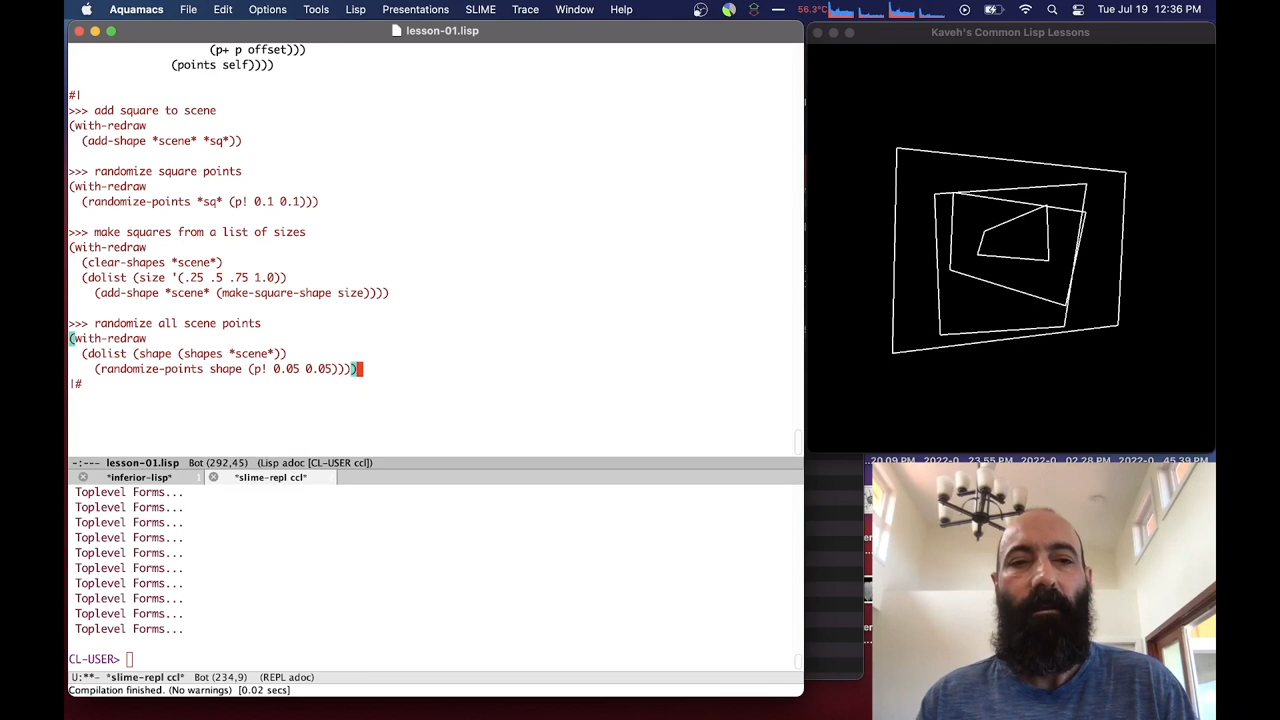 Aquamacs File Edit Options Tools Lisp Presentations SLIME Trace Window Help 56.3°C Tue Jul 19 12:36 PM
lesson-01.lisp
Kaveh's Common Lisp Lessons
(p+ p offset)))
(points self))))
#|
>>> add square to scene
(with-redraw
(add-shape *scene* *sq*))
>>> randomize square points
(with-redraw
(randomize-points *sq* (p! 0.1 0.1)))
>>> make squares from a list of sizes
(with-redraw
(clear-shapes *scene*)
(dolist (size '(.25 .5 .75 1.0))
(add-shape *scene* (make-square-shape size))))
>>> randomize all scene points
(with-redraw
(dolist (shape (shapes *scene*))
(randomize-points shape (p! 0.05 0.05))))
|#
-:--- lesson-01.lisp Bot (292,45) (Lisp adoc [CL-USER ccl])
*inferior-lisp* *slime-repl ccl*
Toplevel Forms...
Toplevel Forms...
Toplevel Forms...
Toplevel Forms...
Toplevel Forms...
Toplevel Forms...
Toplevel Forms...
Toplevel Forms...
Toplevel Forms...
Toplevel Forms...
CL-USER>
U:**- *slime-repl ccl* Bot (234,9) (REPL adoc)
Compilation finished. (No warnings) [0.02 secs]